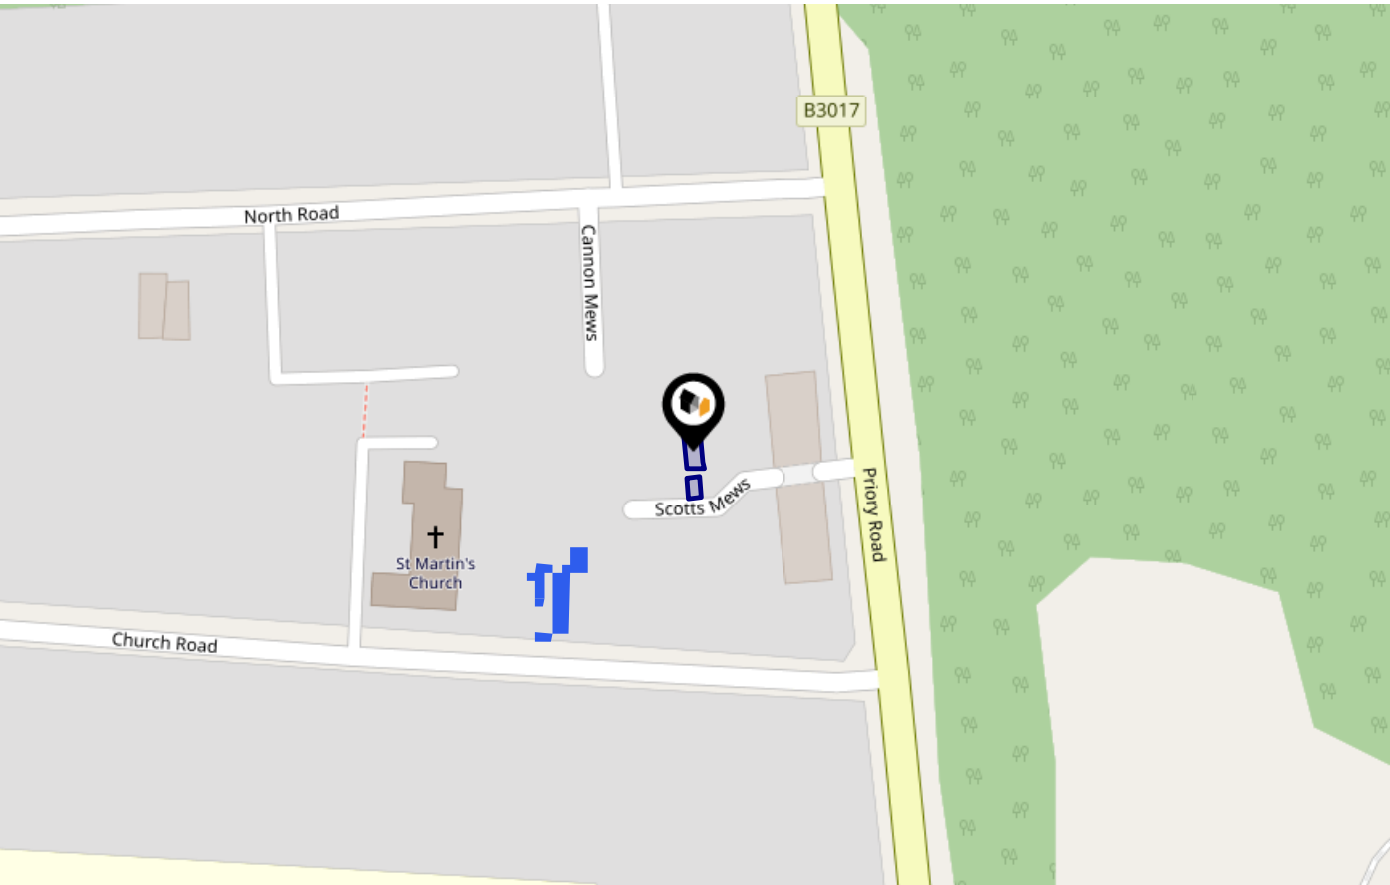 B3017
North Road
Cannon Mews
Scotts Mews
Priory Road
St Martin's
Church
Church Road